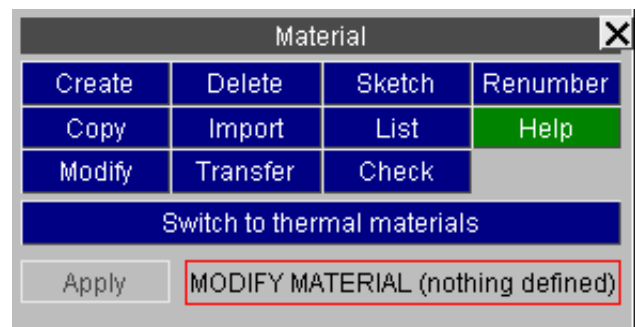 Material X
Create Delete Sketch Renumber
Copy Import List Help
Modify Transfer Check
Switch to thermal materials
Apply MODIFY MATERIAL (nothing defined)